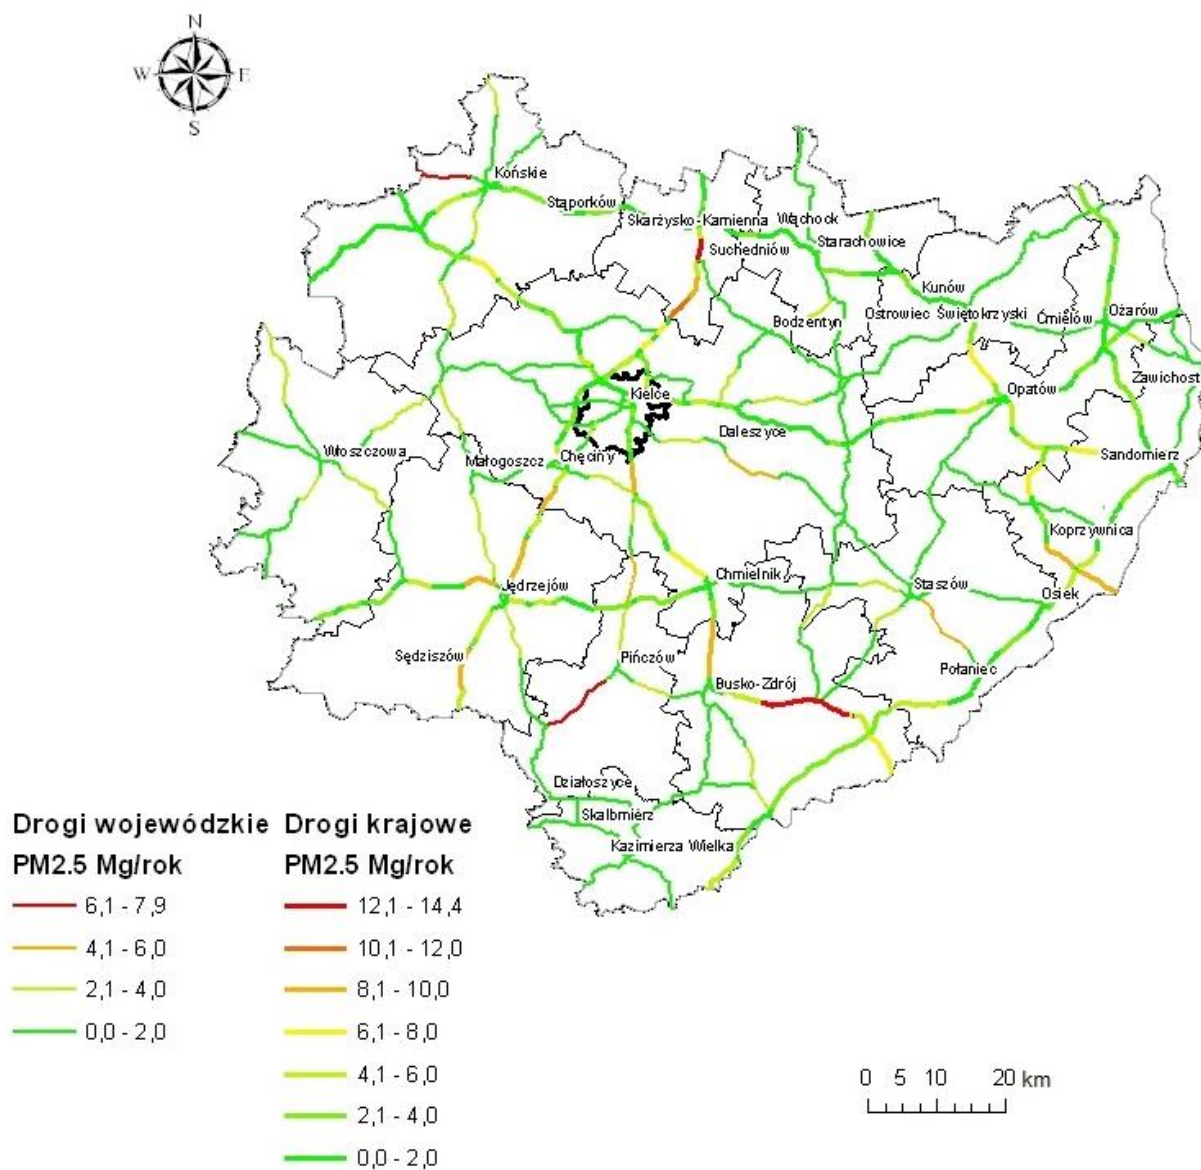 N
W E
S
Końskie
Stąporków
Skarżysko-Kamienna
Wąchock
Suchedniów
Starachowice
Kunów
Bodzentyn
Ostrowiec Świętokrzyski
Ćmielów
Ożarów
Zawichost
Opatów
Kielce
Daleszyce
Włoszczowa
Małogoszcz
Chęciny
Sandomierz
Koprzywnica
Chmielnik
Staszów
Osiek
Jędrzejów
Sędziszów
Pińczów
Połaniec
Busko-Zdrój
Działoszyce
Skalbmierz
Kazimierza Wielka
Drogi wojewódzkie
PM2.5 Mg/rok
6,1 - 7,9
4,1 - 6,0
2,1 - 4,0
0,0 - 2,0
Drogi krajowe
PM2.5 Mg/rok
12,1 - 14,4
10,1 - 12,0
8,1 - 10,0
6,1 - 8,0
4,1 - 6,0
2,1 - 4,0
0,0 - 2,0
0 5 10 20 km